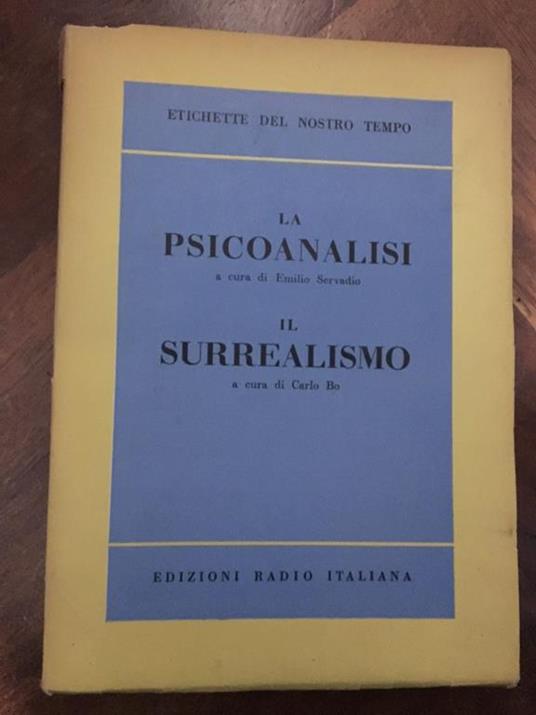 ETICHETTE DEL NOSTRO TEMPO
LA
PSICOANALISI
a cura di Emilio Servadio
IL
SURREALISMO
a cura di Carlo Bo
EDIZIONI RADIO ITALIANA